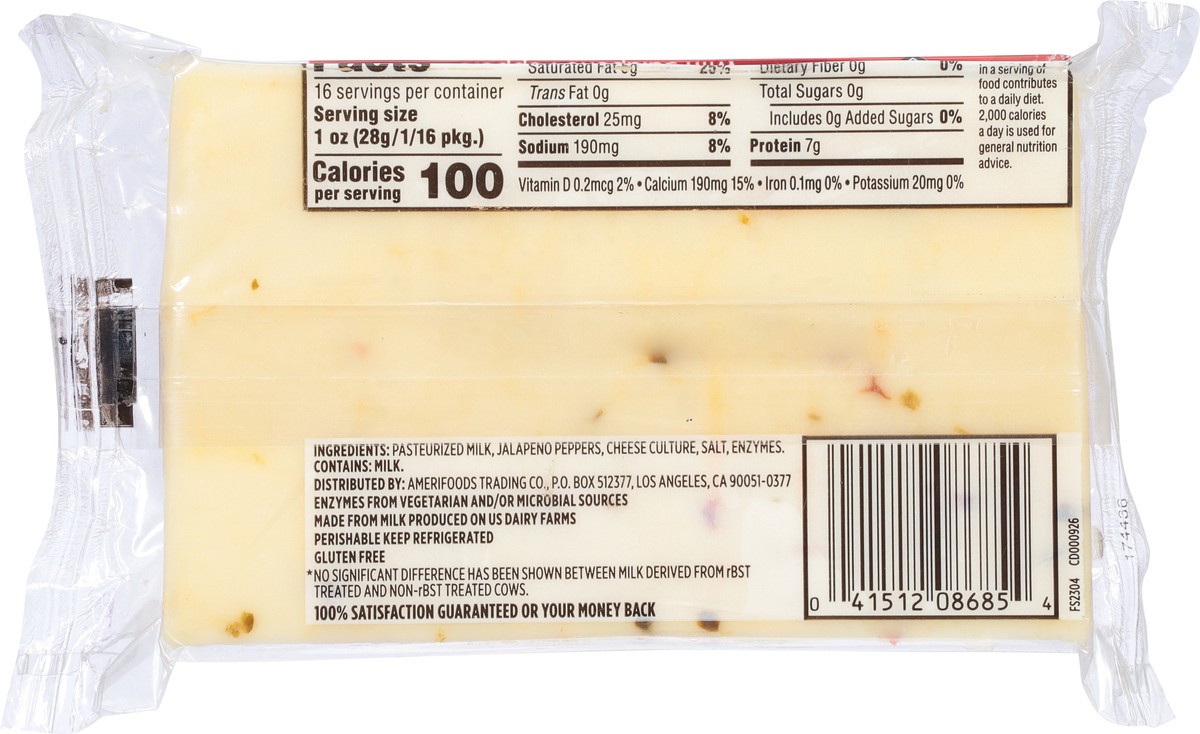 Facts
16 servings per container
Serving size
1 oz (28g/1/16 pkg.)
Calories
per serving
100
Saturated Fat 5g 25%
Trans Fat 0g
Cholesterol 25mg 8%
Sodium 190mg 8%
Dietary Fiber 0g 0%
Total Sugars 0g
Includes 0g Added Sugars 0%
Protein 7g
Vitamin D 0.2mcg 2% • Calcium 190mg 15% • Iron 0.1mg 0% • Potassium 20mg 0%
in a serving of
food contributes
to a daily diet.
2,000 calories
a day is used for
general nutrition
advice.
INGREDIENTS: PASTEURIZED MILK, JALAPENO PEPPERS, CHEESE CULTURE, SALT, ENZYMES.
CONTAINS: MILK.
DISTRIBUTED BY: AMERIFOODS TRADING CO., P.O. BOX 512377, LOS ANGELES, CA 90051-0377
ENZYMES FROM VEGETARIAN AND/OR MICROBIAL SOURCES
MADE FROM MILK PRODUCED ON US DAIRY FARMS
PERISHABLE KEEP REFRIGERATED
GLUTEN FREE
*NO SIGNIFICANT DIFFERENCE HAS BEEN SHOWN BETWEEN MILK DERIVED FROM rBST
TREATED AND NON-rBST TREATED COWS.
100% SATISFACTION GUARANTEED OR YOUR MONEY BACK
0 41512 08685 4
FS2304 CD000926
174436